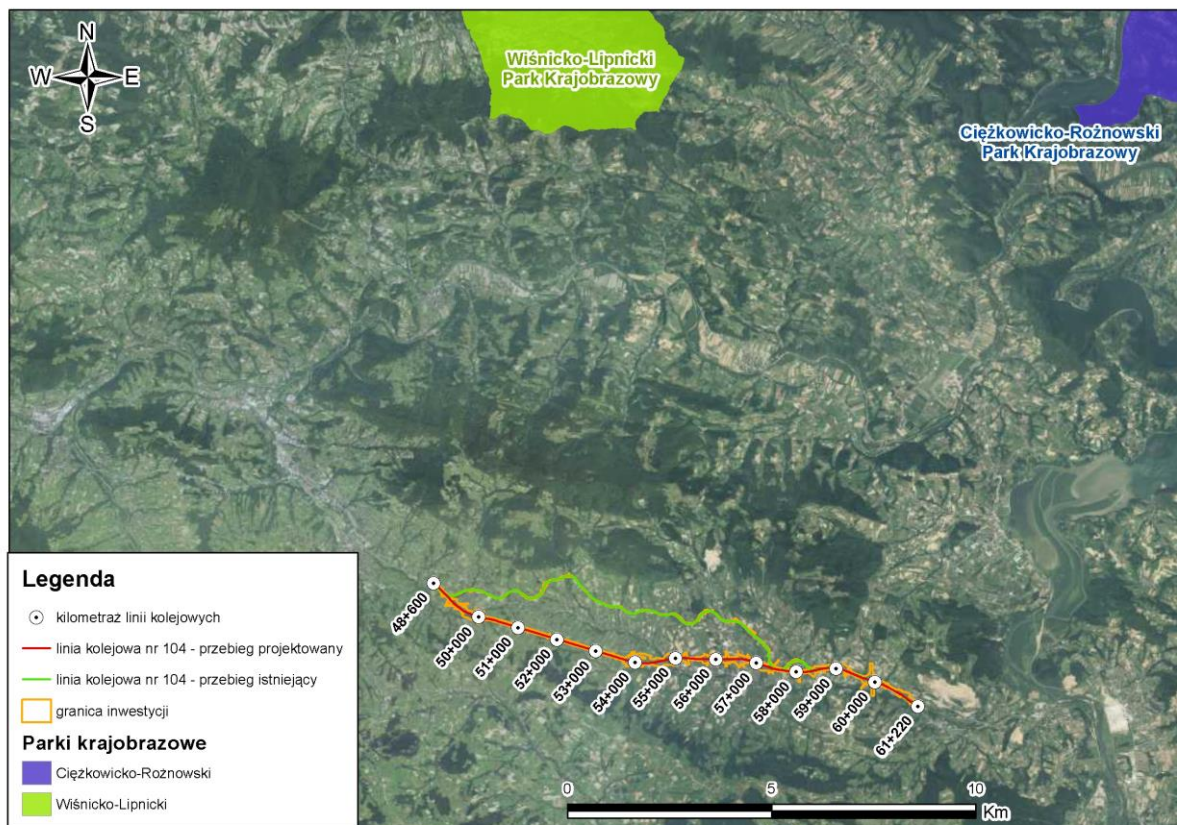 N
W E
S
Wiśnicko-Lipnicki
Park Krajobrazowy
Ciężkowicko-Rożnowski
Park Krajobrazowy
48+600
50+000
51+000
52+000
53+000
54+000
55+000
56+000
57+000
58+000
59+000
60+000
61+220
Legenda
kilometraż linii kolejowych
linia kolejowa nr 104 - przebieg projektowany
linia kolejowa nr 104 - przebieg istniejący
granica inwestycji
Parki krajobrazowe
Ciężkowicko-Rożnowski
Wiśnicko-Lipnicki
0 5 10
Km